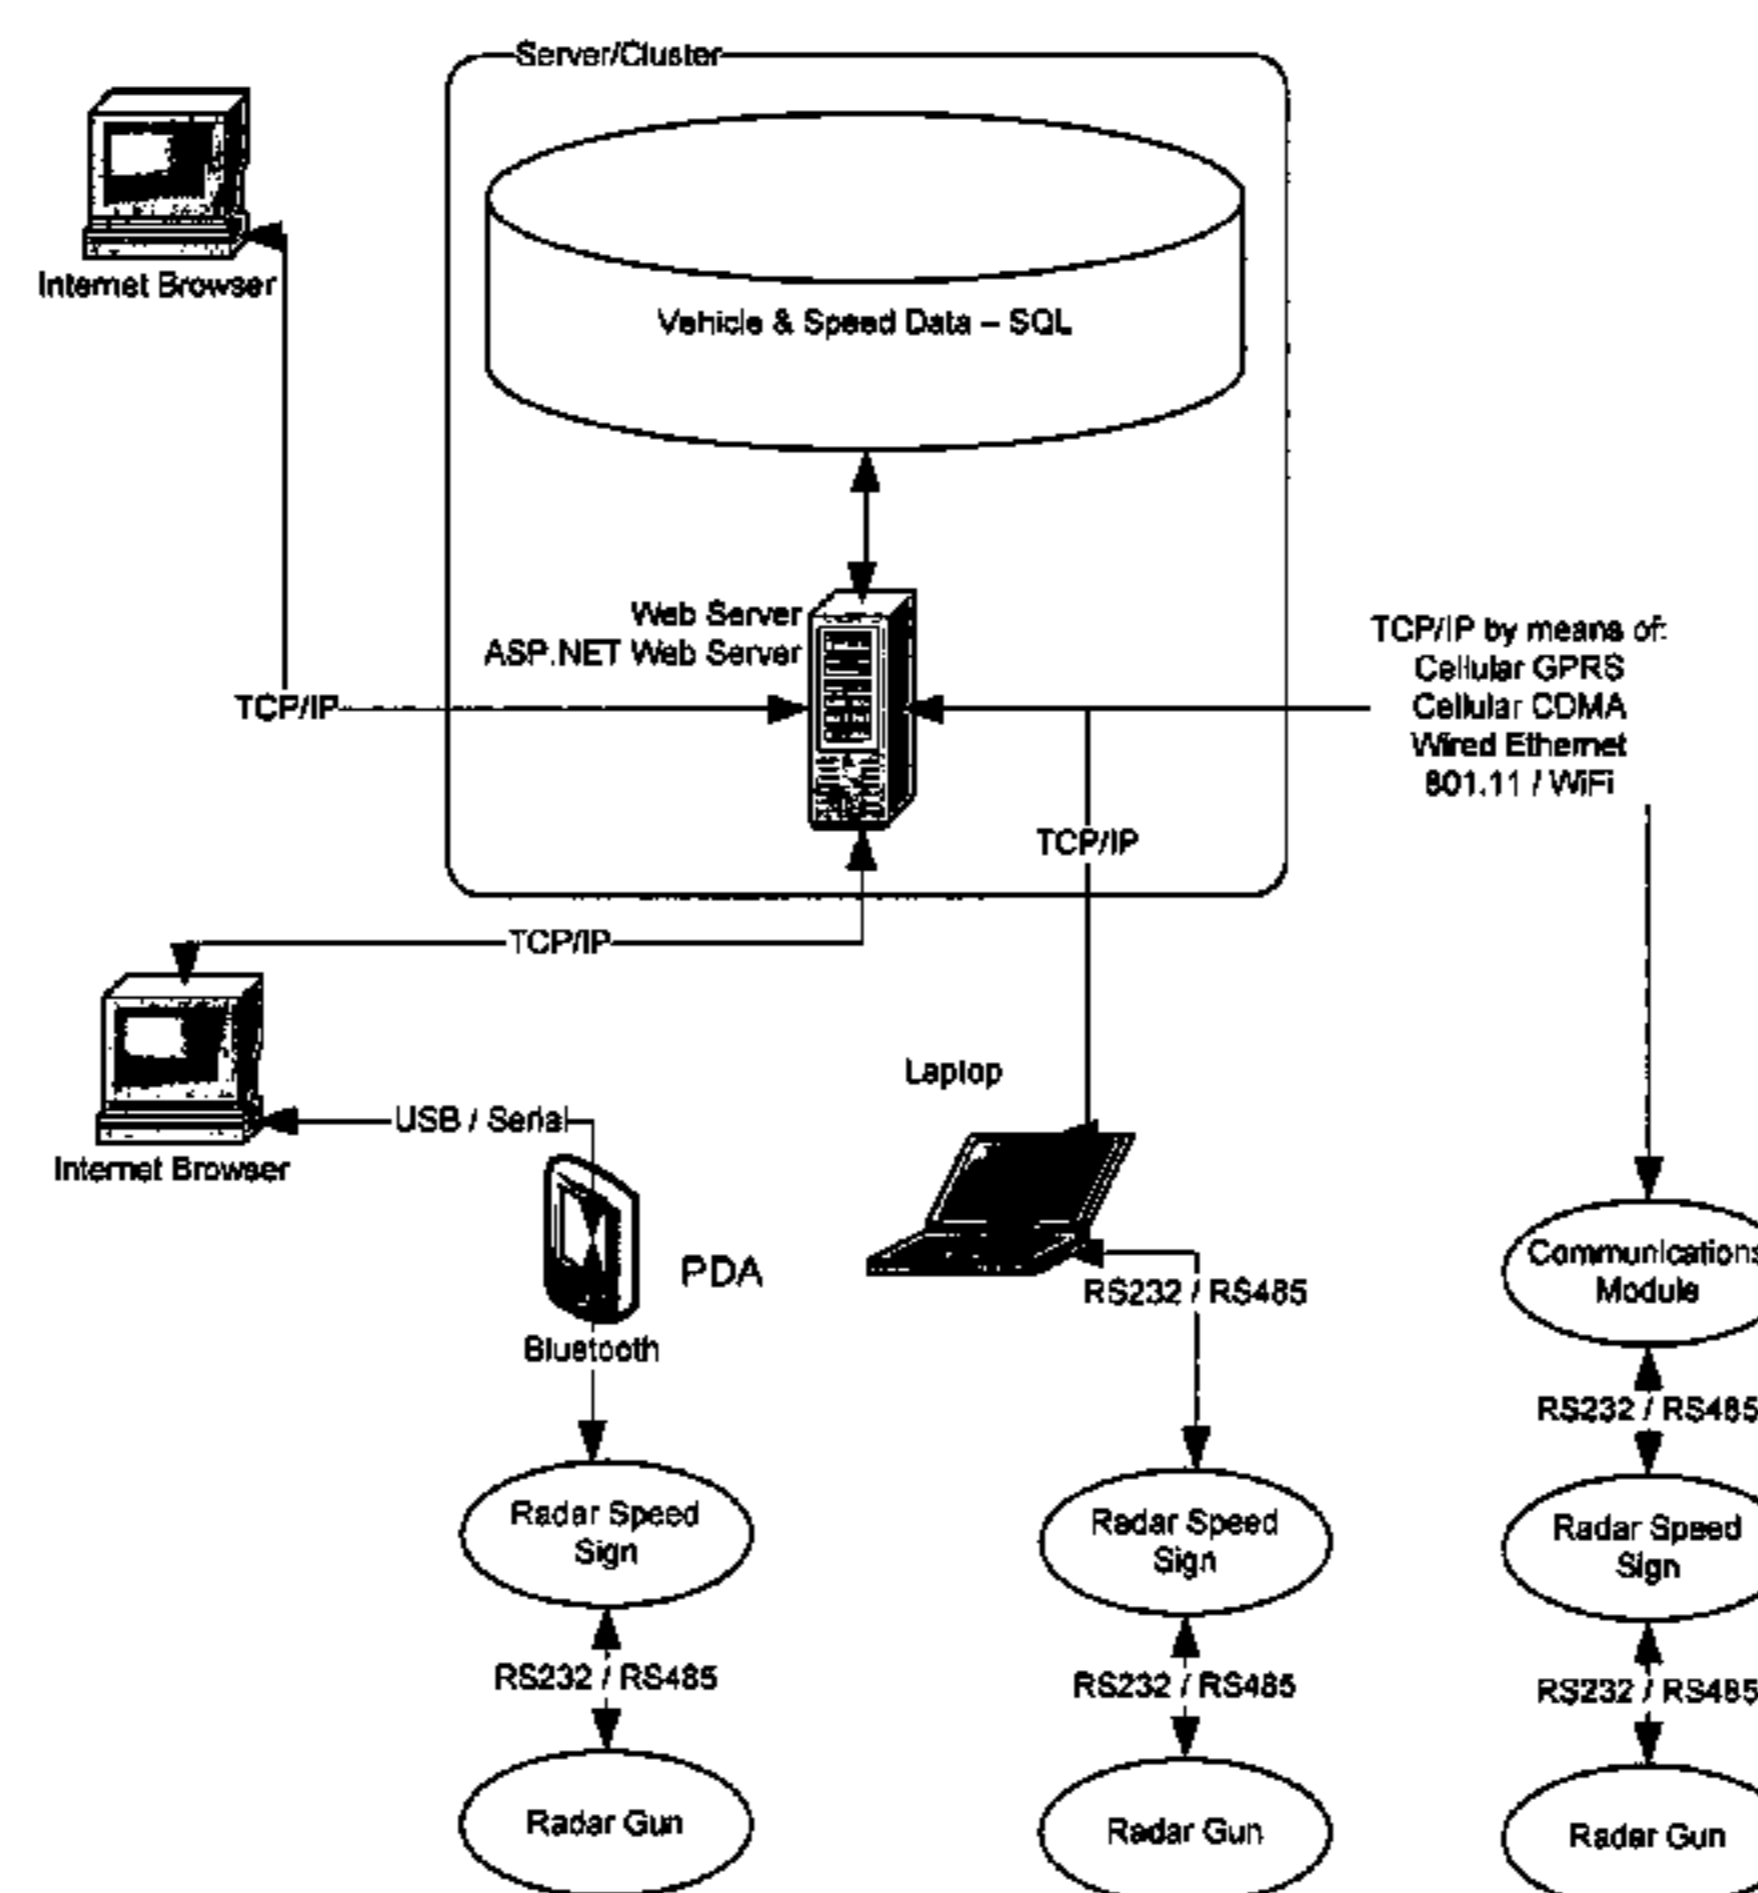 Server/Cluster
Internet Browser
Vehicle & Speed Data – SQL
Web Server
ASP.NET Web Server
TCP/IP
TCP/IP by means of:
Cellular GPRS
Cellular CDMA
Wired Ethernet
801.11 / WiFi
TCP/IP
TCP/IP
Laptop
USB / Serial
Internet Browser
PDA
Bluetooth
RS232 / RS485
Communications
Module
RS232 / RS485
Radar Speed
Sign
Radar Speed
Sign
Radar Speed
Sign
RS232 / RS485
RS232 / RS485
RS232 / RS485
Radar Gun
Radar Gun
Radar Gun